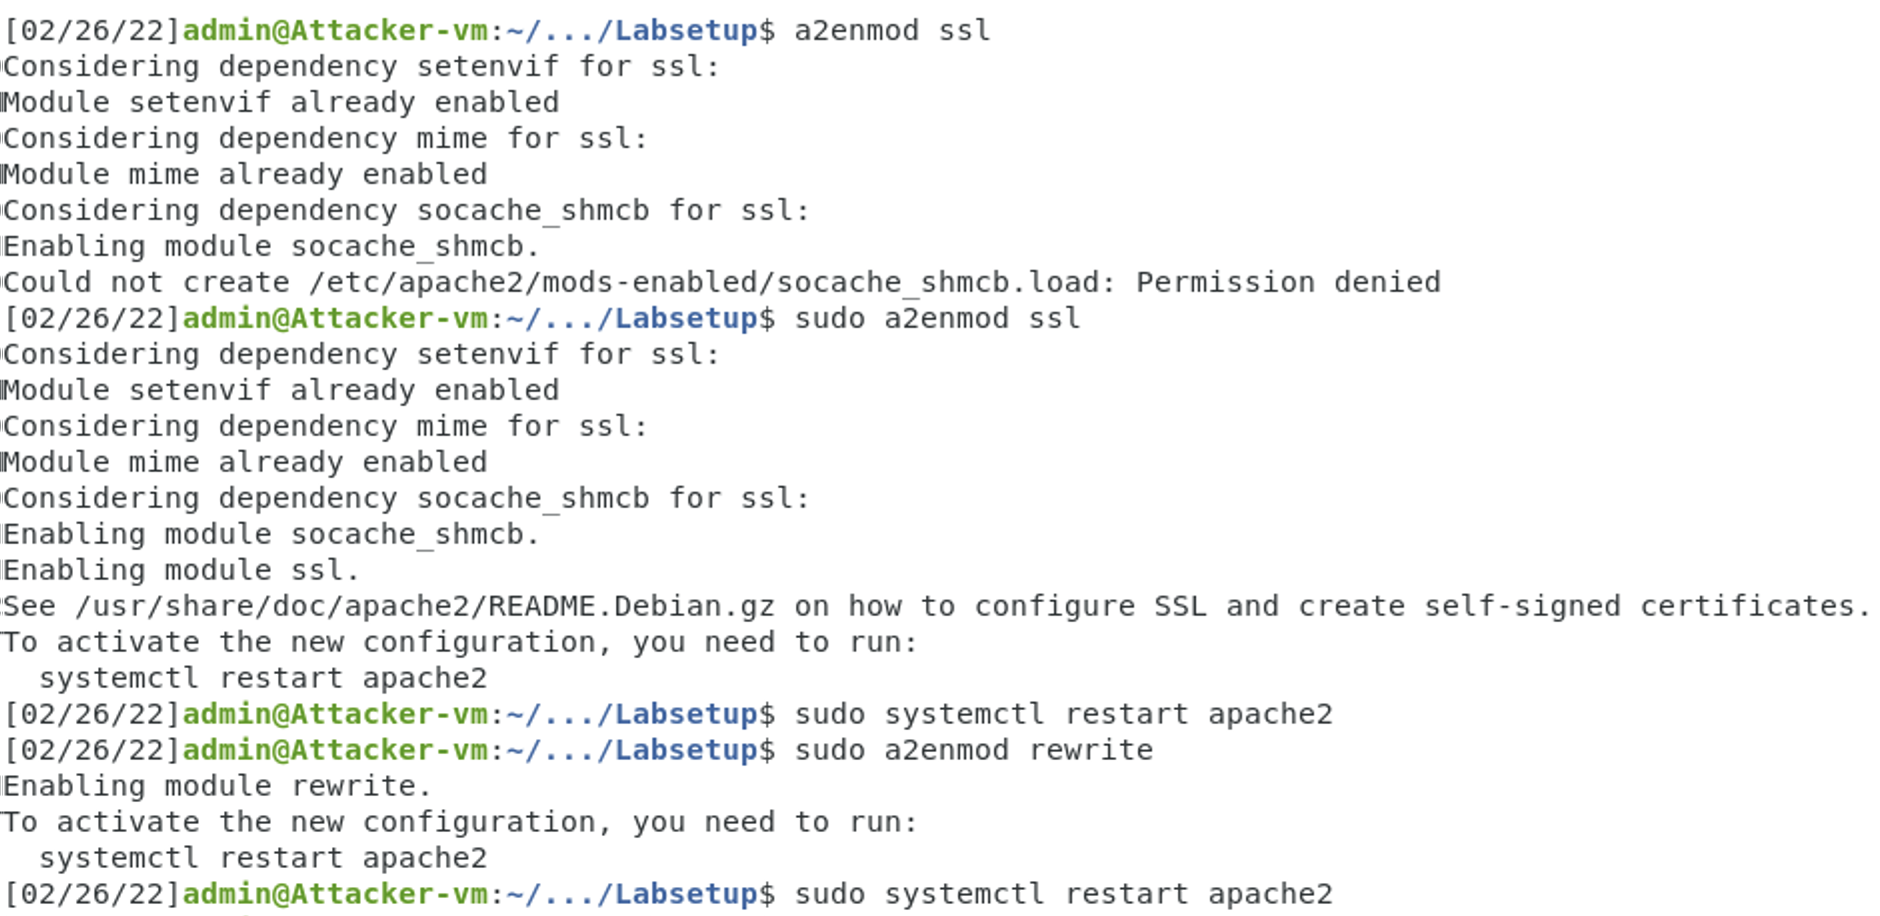 [02/26/22]admin@Attacker-vm:~/.../Labsetup$ a2enmod ssl
Considering dependency setenvif for ssl:
Module setenvif already enabled
Considering dependency mime for ssl:
Module mime already enabled
Considering dependency socache_shmcb for ssl:
Enabling module socache_shmcb.
Could not create /etc/apache2/mods-enabled/socache_shmcb.load: Permission denied
[02/26/22]admin@Attacker-vm:~/.../Labsetup$ sudo a2enmod ssl
Considering dependency setenvif for ssl:
Module setenvif already enabled
Considering dependency mime for ssl:
Module mime already enabled
Considering dependency socache_shmcb for ssl:
Enabling module socache_shmcb.
Enabling module ssl.
See /usr/share/doc/apache2/README.Debian.gz on how to configure SSL and create self-signed certificates.
To activate the new configuration, you need to run:
  systemctl restart apache2
[02/26/22]admin@Attacker-vm:~/.../Labsetup$ sudo systemctl restart apache2
[02/26/22]admin@Attacker-vm:~/.../Labsetup$ sudo a2enmod rewrite
Enabling module rewrite.
To activate the new configuration, you need to run:
  systemctl restart apache2
[02/26/22]admin@Attacker-vm:~/.../Labsetup$ sudo systemctl restart apache2